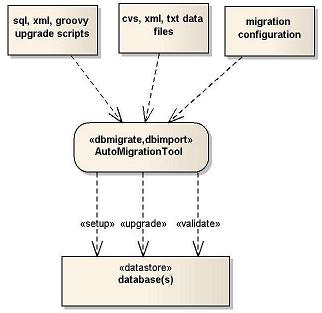 sql, xml, groovy
upgrade scripts
cvs, xml, txt data
files
migration
configuration
«dbmigrate,dbimport»
AutoMigrationTool
«setup» «upgrade» «validate»
«datastore»
database(s)